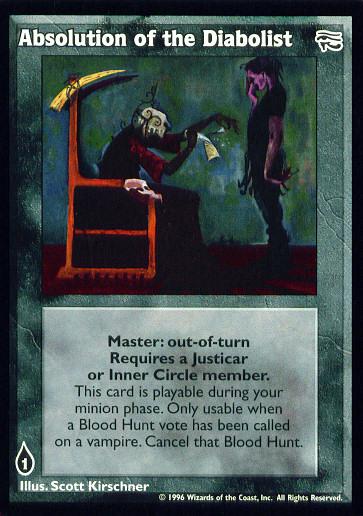 Absolution of the Diabolist
Master: out-of-turn
Requires a Justicar
or Inner Circle member.
This card is playable during your
minion phase. Only usable when
a Blood Hunt vote has been called
on a vampire. Cancel that Blood Hunt.
1
Illus. Scott Kirschner
© 1996 Wizards of the Coast, Inc. All Rights Reserved.